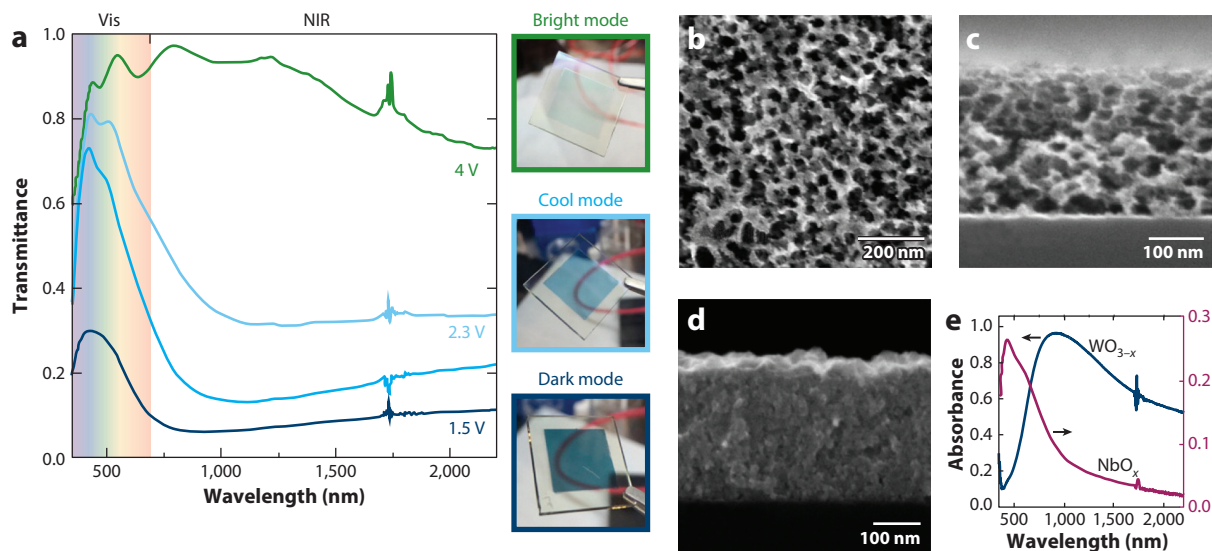 a
Vis
NIR
Transmittance
1.0
0.8
0.6
0.4
0.2
0.0
500
1,000
1,500
2,000
Wavelength (nm)
4 V
2.3 V
1.5 V
Bright mode
Cool mode
Dark mode
b
200 nm
c
100 nm
d
100 nm
e
Absorbance
1.0
0.8
0.6
0.4
0.2
0.0
0.3
0.2
0.1
0.0
WO3–x
NbOx
500
1,000
1,500
2,000
Wavelength (nm)